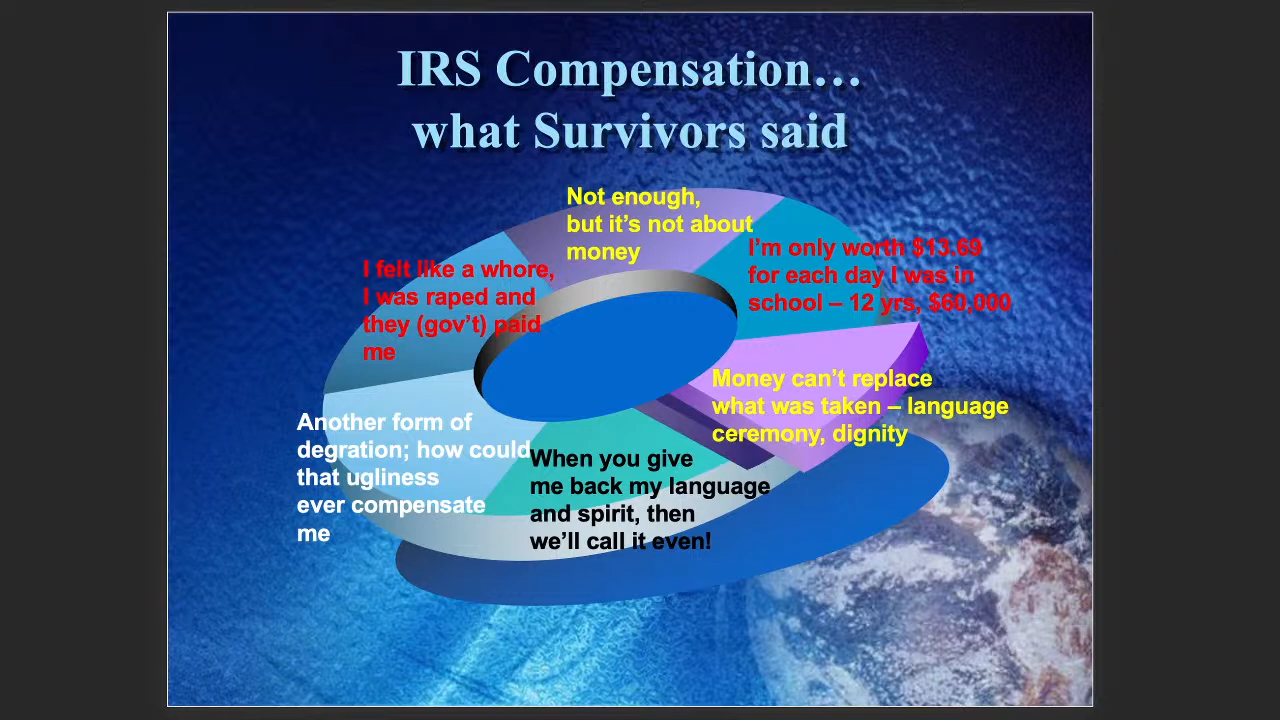 IRS Compensation…
what Survivors said
Not enough,
but it’s not about
money
I’m only worth $13.69
for each day I was in
school – 12 yrs, $60,000
I felt like a whore,
I was raped and
they (gov’t) paid
me
Money can’t replace
what was taken – language
ceremony, dignity
Another form of
degration; how could
that ugliness
ever compensate
me
When you give
me back my language
and spirit, then
we’ll call it even!